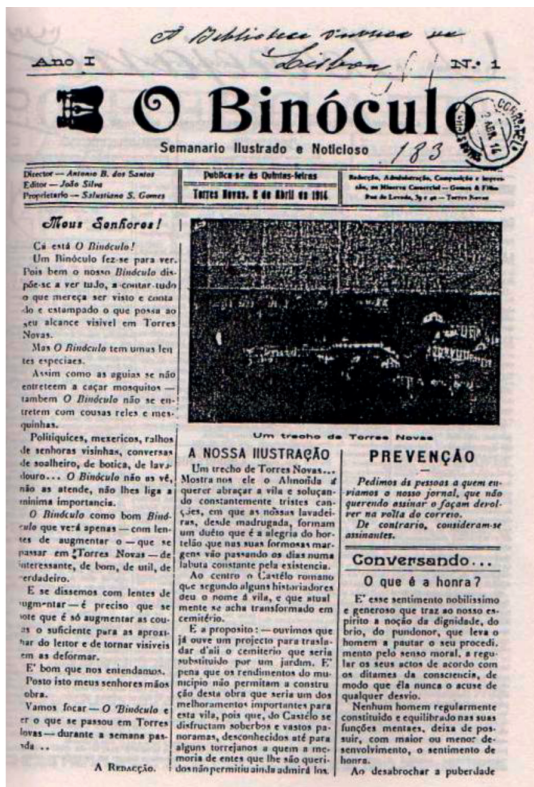 A Biblioteca
Lisboa
Ano I
N.º 1
O Binóculo
Semanario Ilustrado e Noticioso
183
Director — Antonio B. dos Santos
Editor — João Silva
Proprietario — Salustiano S. Gomes
Publica-se ás Quintas-feiras
Torres Novas, 2 de Abril de 1914
Redacção, Administração, Composição e impres-
são, na Minerva Comercial — Gomes & Filho
Rua do Levada, — Torres Novas
Meus Senhores!
Cá está O Binóculo!
Um Binóculo fez-se para ver.
Pois bem o nosso Binóculo dis-
põe-se a ver tudo, a contar tudo
o que mereça ser visto e conta
do e estampado o que possa ao
seu alcance visivel em Torres
Novas.
Mas O Binóculo tem umas len
tes especiaes.
Assim como as aguias se não
entreteem a caçar mosquitos —
tambem O Binóculo não se en-
tretem com cousas reles e mes-
quinhas.
Politiquices, mexericos, ralhos
de senhoras visinhas, conversas
de soalheiro, de botica, de lava-
douro... O Binóculo não as vê,
não as atende, não lhes liga a
minima importancia.
O Binóculo como bom Binó-
culo que verá apenas — com len-
tes de augmentar o — que se
passar em Torres Novas — de
interessante, de bom, de util, de
verdadeiro.
E se dissemos com lentes de
augmentar — é preciso que se
note que é só augmentar as cou-
as o suficiente para as aproxi-
mar do leitor e de tornar visiveis
em as deformar.
E' bom que nos entendamos.
Posto isto meus senhores mãos
obra.
Vamos focar — O Binóculo e
er o que se passou em Torres
Novas — durante a semana pas-
sada ..
A Redacção.
Um trecho de Torres Novas
A NOSSA ILUSTRAÇÃO
Um trecho de Torres Novas...
Mostra nos ele o Almonda a
querer abraçar a vila e soluçan-
do constantemente tristes can-
ções, em que as nossas lavadei-
ras, desde madrugada, formam
um duéto que é a alegria do hor-
telão que nas suas formosas mar-
gens vão passando os dias numa
labuta constante pela existencia.
Ao centro o Castélo romano
que segundo alguns historiadores
deu o nome á vila, e que atual
mente se acha transformado em
cemitério.
E a proposito: — ouvimos que
já ouve um projecto para trasla-
dar d'ali o cemiterio que seria
substituido por um jardim. E'
pena que os rendimentos do mu-
nicipio não permitam a constru-
ção desta obra que seria um dos
melhoramentos importantes para
esta vila, pois que, do Castélo se
disfructam soberbos e vastos pa-
noramas, desconhecidos até para
alguns torrejanos a quem a me-
moria de entes que lhe são queri-
dos não permitiu ainda admirá los.
PREVENÇÃO
Pedimos ás pessoas a quem en-
viamos o nosso jornal, que não
querendo assinar o façam devol-
ver na volta do correio.
De contrario, consideram-se
assinantes.
Conversando...
O que é a honra?
E' esse sentimento nobilissimo
e generoso que traz ao nosso es-
pirito a noção da dignidade, do
brio, do pundonor, que leva o
homem a pautar o seu procedi-
mento pelo senso moral, a regu-
lar os seus actos de acordo com
os ditames da consciencia, de
modo que ela nunca o acuse de
qualquer desvio.
Nenhum homem regularmente
constituido e equilibrado nas suas
funções mentaes, deixa de pos-
suir, com maior ou menor de-
senvolvimento, o sentimento de
honra.
Ao desabrochar a puberdade